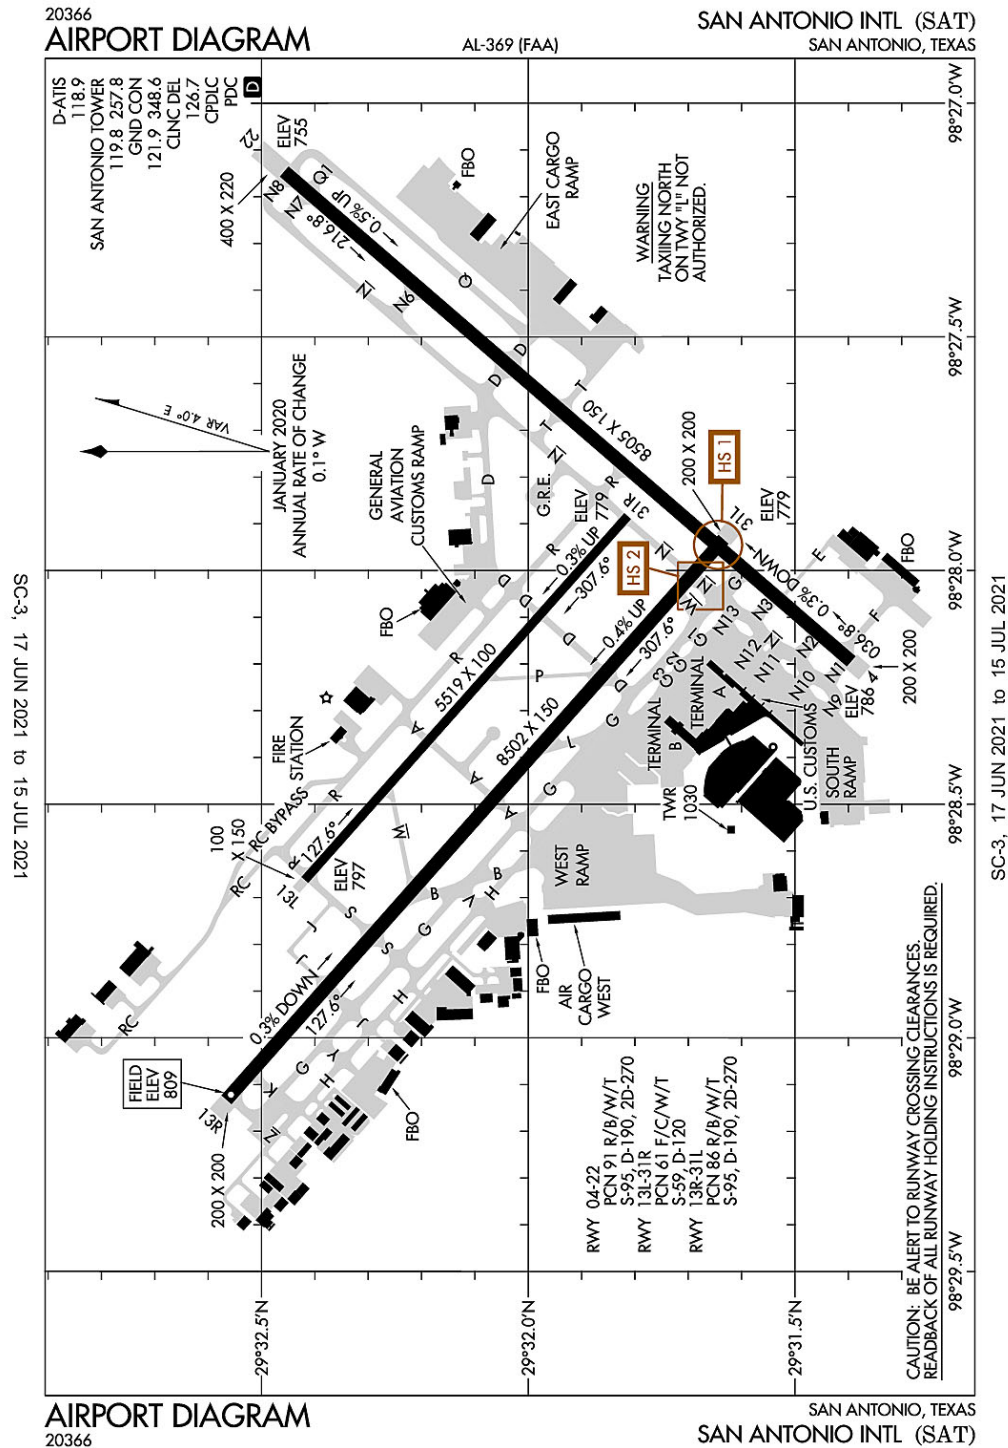 20366
AIRPORT DIAGRAM
AL-369 (FAA)
SAN ANTONIO INTL (SAT)
SAN ANTONIO, TEXAS
D-ATIS
118.9
SAN ANTONIO TOWER
119.8 257.8
GND CON
121.9 348.6
CLNC DEL
126.7
CPDLC
PDC
D
22
ELEV
755
400 X 220
N8
N7
Q1
216.8°
0.5% UP
N
N6
Q
FBO
EAST CARGO
RAMP
WARNING
TAXIING NORTH
ON TWY "L" NOT
AUTHORIZED.
98°27.0'W
98°27.5'W
98°28.0'W
98°28.5'W
98°29.0'W
98°29.5'W
VAR 4.0° E
JANUARY 2020
ANNUAL RATE OF CHANGE
0.1° W
GENERAL
AVIATION
CUSTOMS RAMP
D
D
D
T
T
N
G.R.E.
8505 X 150
200 X 200
HS 1
31L
ELEV
779
ELEV
779
31R
R
R
0.3% UP
307.6°
D
D
D
N
HS 2
N
W
G
0.4% UP
307.6°
G1
G2
G3
N13
N3
N12
N
N11
N2
N10
N1
N9
0.3% DOWN
036.8°
E
F
FBO
4
ELEV
786
200 X 200
FBO
R
5519 X 100
P
D
8502 X 150
G
L
A
A
A
G
TERMINAL
A
TERMINAL
B
U.S. CUSTOMS
SOUTH
RAMP
TWR
1030
FIRE
STATION
RC BYPASS
R
R
127.6°
100
X 150
13L
ELEV
797
W
RC
WEST
RAMP
B
B
H
V
G
S
S
J
J
J
H
FBO
AIR
CARGO
WEST
RC
0.3% DOWN
127.6°
FIELD
ELEV
809
13R
200 X 200
K
G
Y
H
Z
FBO
RWY 04-22
PCN 91 R/B/W/T
S-95, D-190, 2D-270
RWY 13L-31R
PCN 61 F/C/W/T
S-59, D-120
RWY 13R-31L
PCN 86 R/B/W/T
S-95, D-190, 2D-270
CAUTION: BE ALERT TO RUNWAY CROSSING CLEARANCES.
READBACK OF ALL RUNWAY HOLDING INSTRUCTIONS IS REQUIRED.
29°32.5'N
29°32.0'N
29°31.5'N
SC-3, 17 JUN 2021 to 15 JUL 2021
SC-3, 17 JUN 2021 to 15 JUL 2021
AIRPORT DIAGRAM
20366
SAN ANTONIO, TEXAS
SAN ANTONIO INTL (SAT)